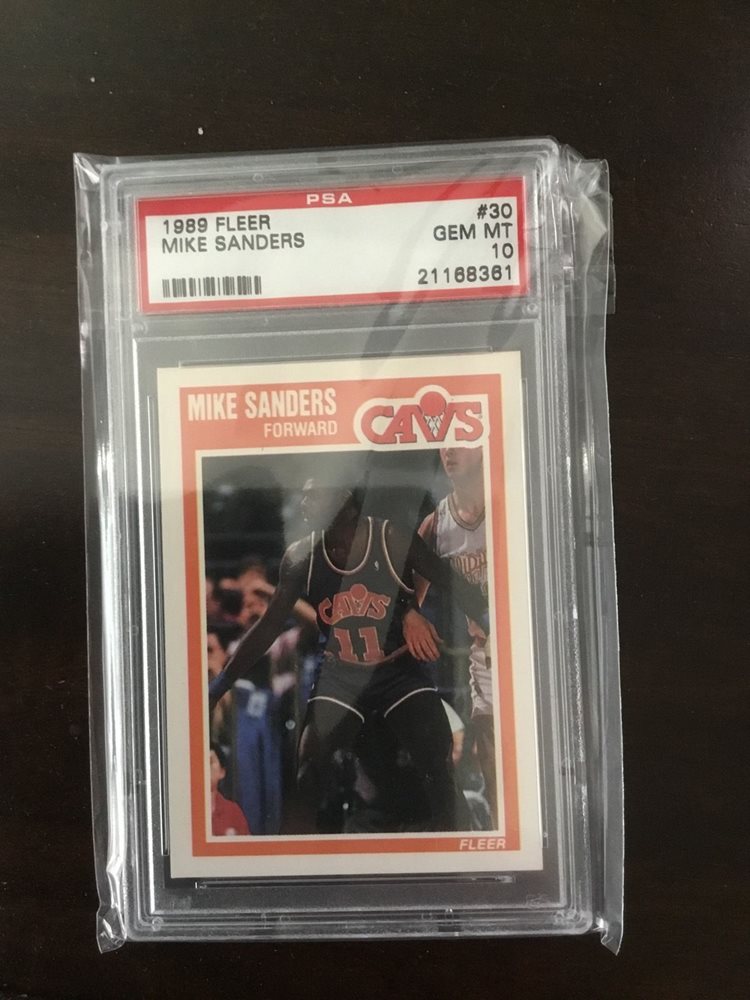 PSA
1989 FLEER #30
MIKE SANDERS GEM MT
10
21168361
MIKE SANDERS
FORWARD
CAVS
CAVS
11
FLEER